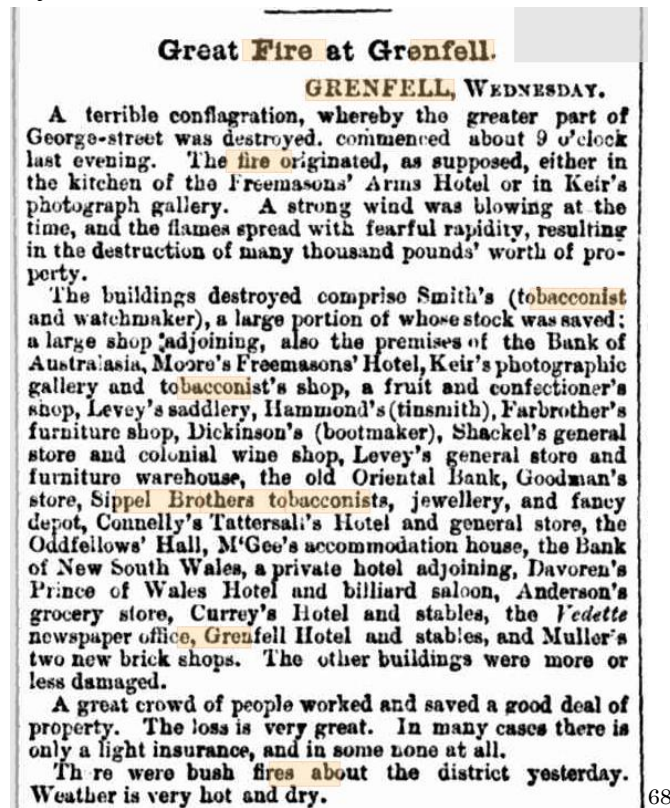 Great Fire at Grenfell.
GRENFELL, WEDNESDAY.
A terrible conflagration, whereby the greater part of
George-street was destroyed. commenced about 9 o'clock
last evening. The fire originated, as supposed, either in
the kitchen of the Freemasons' Arms Hotel or in Keir's
photograph gallery. A strong wind was blowing at the
time, and the flames spread with fearful rapidity, resulting
in the destruction of many thousand pounds' worth of pro-
perty.
The buildings destroyed comprise Smith's (tobacconist
and watchmaker), a large portion of whose stock was saved;
a large shop adjoining, also the premises of the Bank of
Australasia, Moore's Freemasons' Hotel, Keir's photographic
gallery and tobacconist's shop, a fruit and confectioner's
shop, Levey's saddlery, Hammond's (tinsmith), Farbrother's
furniture shop, Dickinson's (bootmaker), Shackel's general
store and colonial wine shop, Levey's general store and
furniture warehouse, the old Oriental Bank, Goodman's
store, Sippel Brothers tobacconists, jewellery, and fancy
depot, Connelly's Tattersall's Hotel and general store, the
Oddfellows' Hall, M'Gee's accommodation house, the Bank
of New South Wales, a private hotel adjoining, Davoren's
Prince of Wales Hotel and billiard saloon, Anderson's
grocery store, Currey's Hotel and stables, the Vedette
newspaper office, Grenfell Hotel and stables, and Muller's
two new brick shops. The other buildings were more or
less damaged.
A great crowd of people worked and saved a good deal of
property. The loss is very great. In many cases there is
only a light insurance, and in some none at all.
Th re were bush fires about the district yesterday.
Weather is very hot and dry.
68